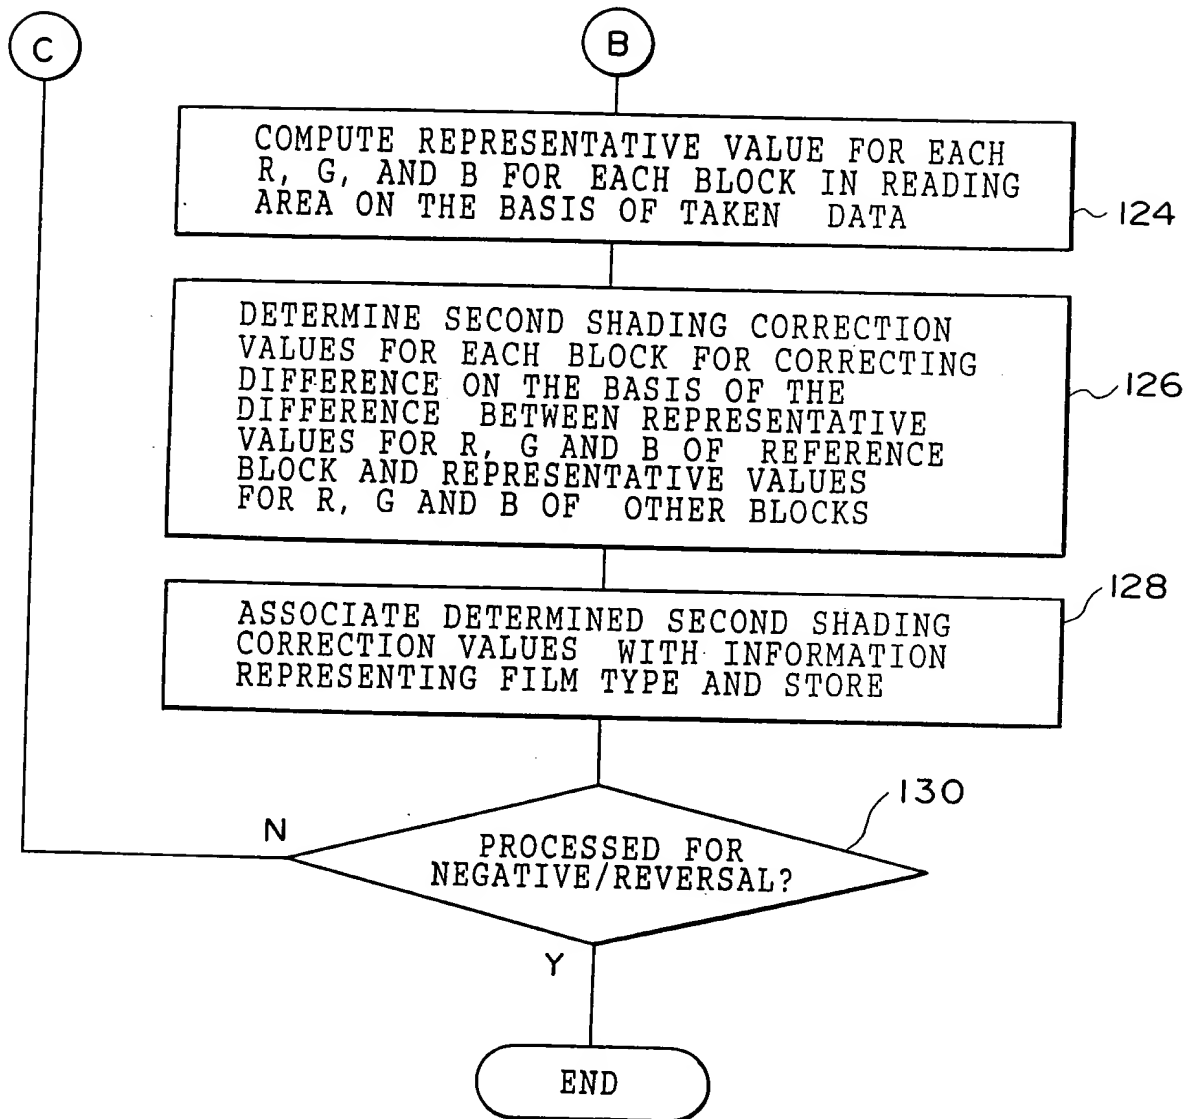 C
B
COMPUTE REPRESENTATIVE VALUE FOR EACH
R, G, AND B FOR EACH BLOCK IN READING
AREA ON THE BASIS OF TAKEN DATA
124
DETERMINE SECOND SHADING CORRECTION
VALUES FOR EACH BLOCK FOR CORRECTING
DIFFERENCE ON THE BASIS OF THE
DIFFERENCE BETWEEN REPRESENTATIVE
VALUES FOR R, G AND B OF REFERENCE
BLOCK AND REPRESENTATIVE VALUES
FOR R, G AND B OF OTHER BLOCKS
126
ASSOCIATE DETERMINED SECOND SHADING
CORRECTION VALUES WITH INFORMATION
REPRESENTING FILM TYPE AND STORE
128
130
N
PROCESSED FOR
NEGATIVE/REVERSAL?
Y
END